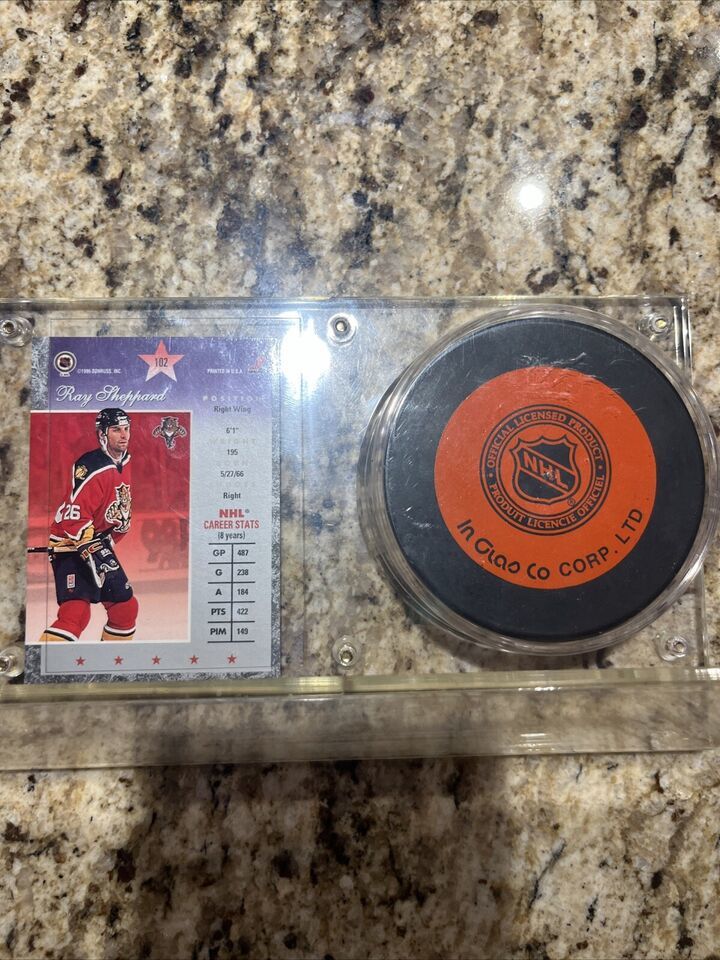 ©1996 DONRUSS, INC.
102
PRINTED IN U.S.A.
Ray Sheppard
POSITION
Right Wing
6'1"
WEIGHT
195
5/27/66
Right
NHL®
CAREER STATS
(8 years)
GP 487
G 238
A 184
PTS 422
PIM 149
26
OFFICIAL LICENSED PRODUCT
NHL
®
PRODUIT LICENCIE OFFICIEL
In Glas Co CORP. LTD